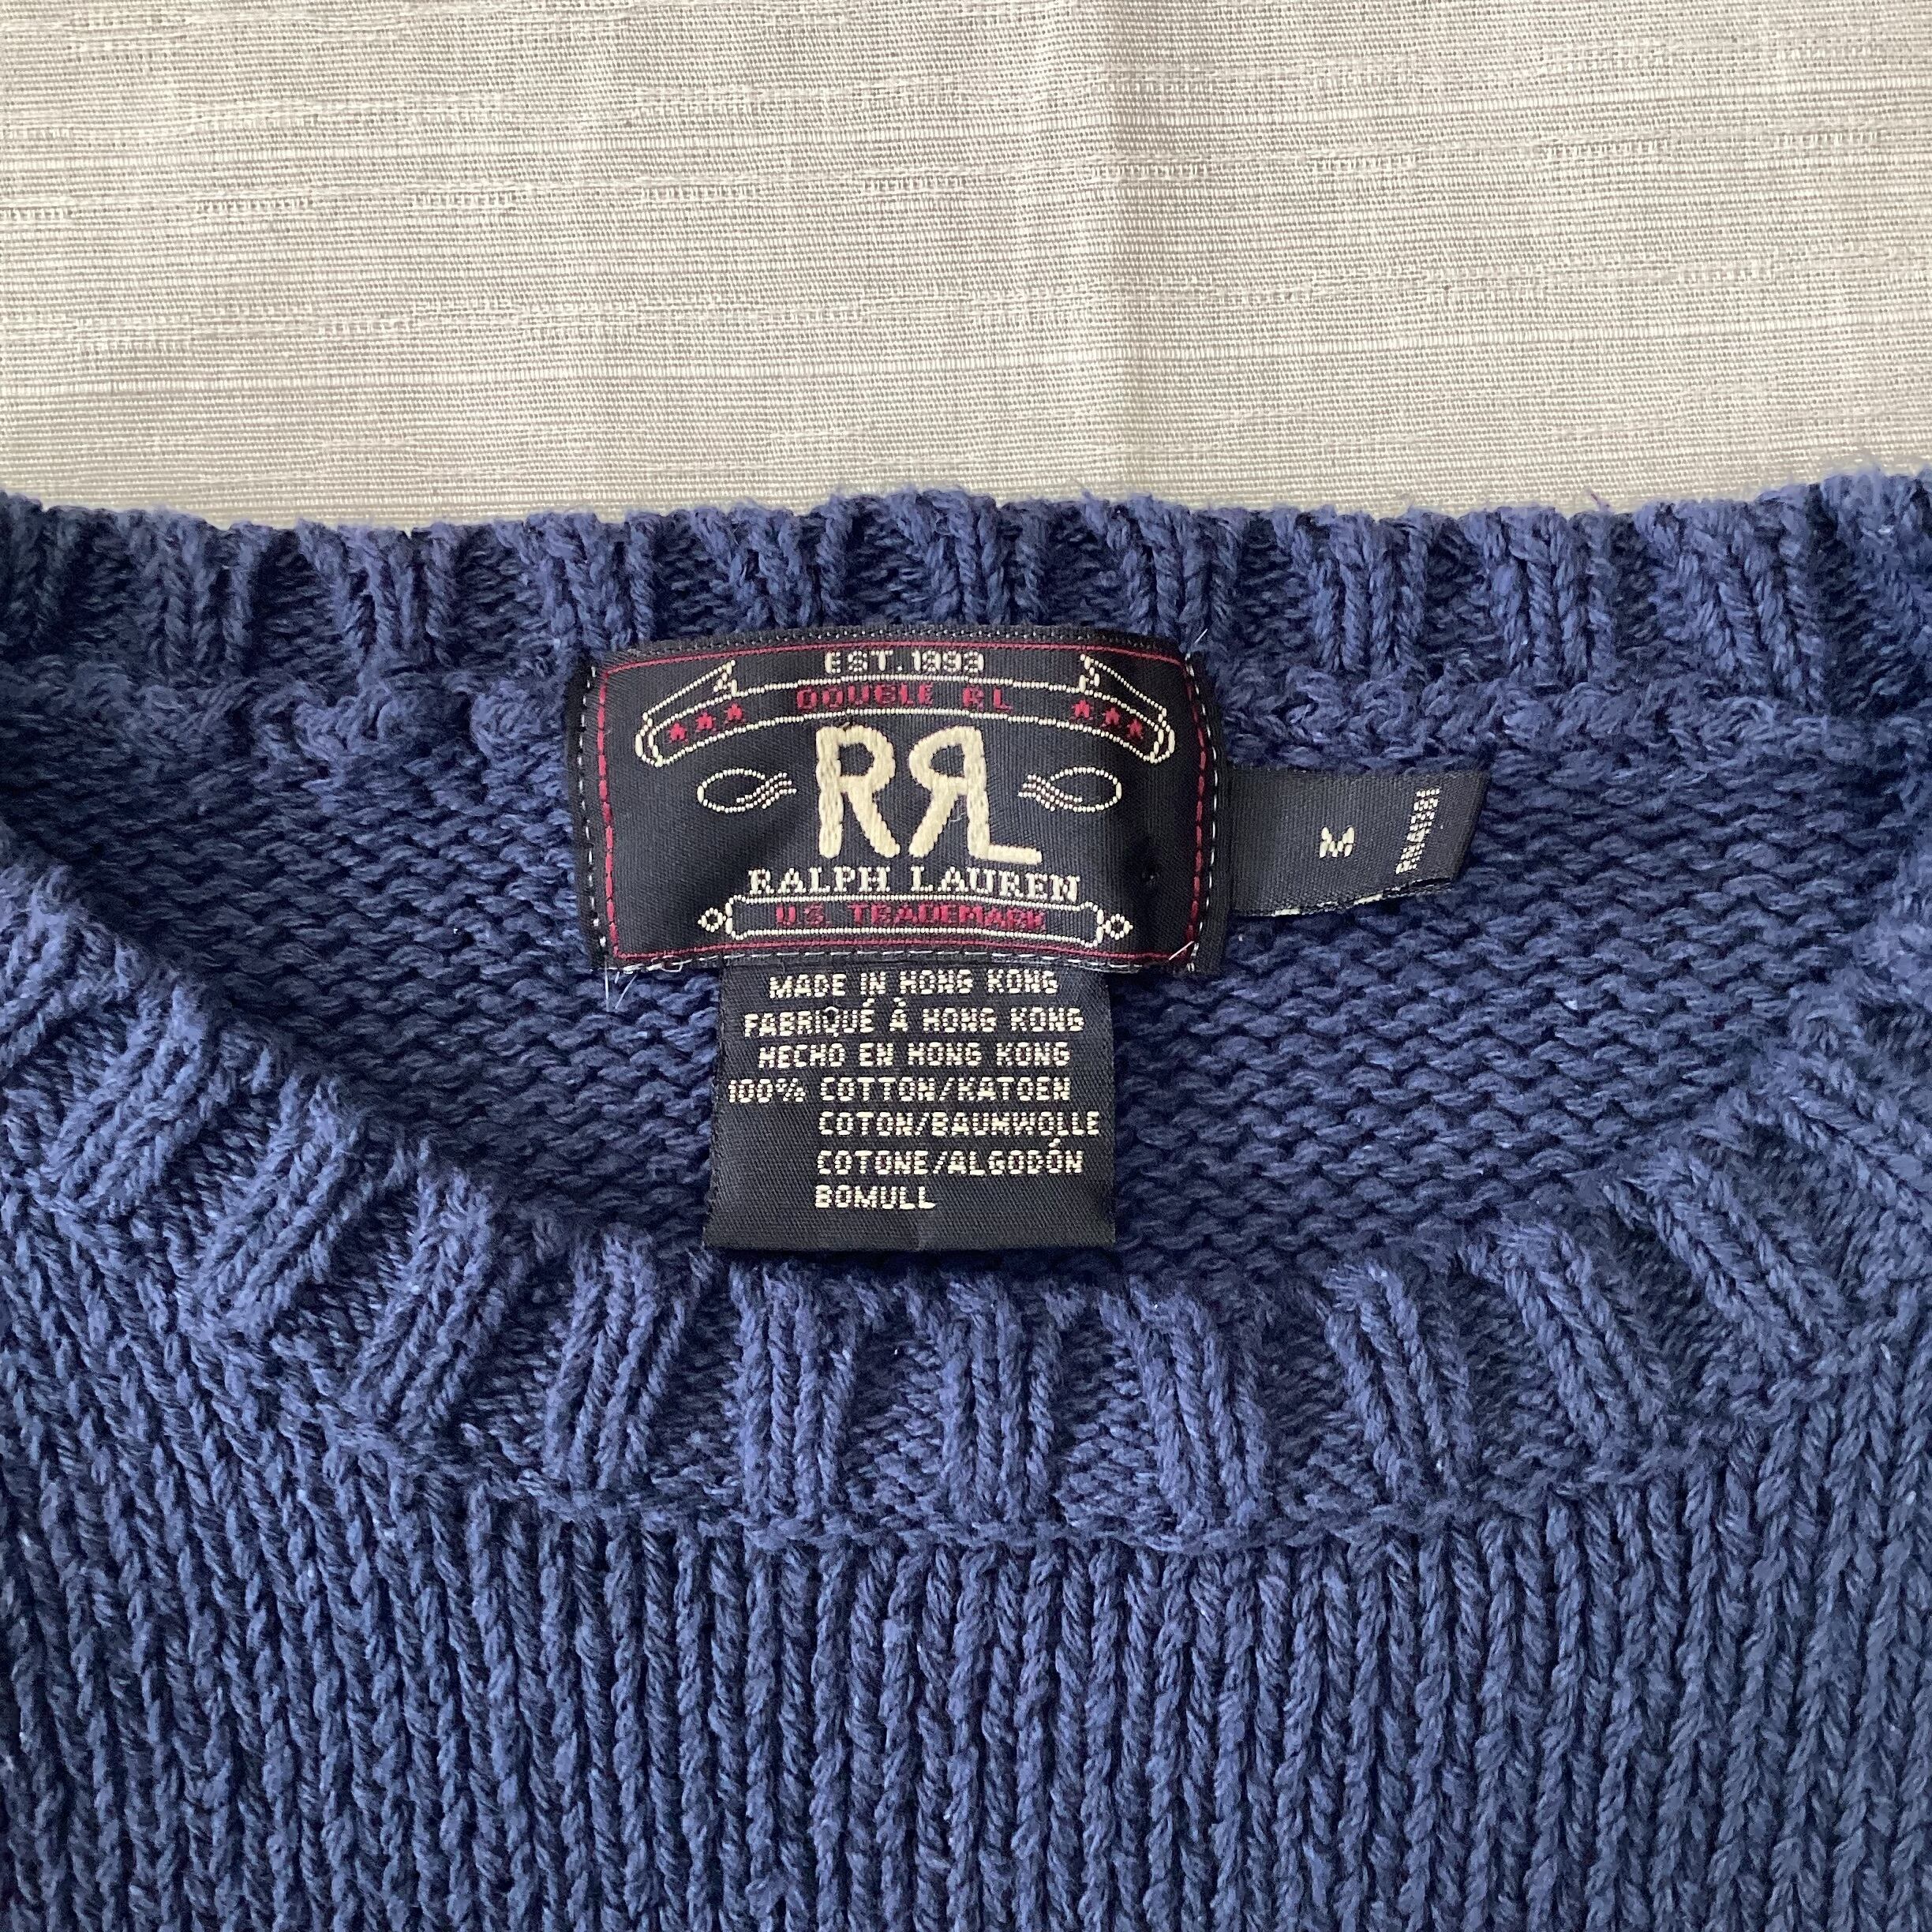 EST.1993
DOUBLE RL
RRL
RALPH LAUREN
U.S. TRADEMARK
M
RN41381
MADE IN HONG KONG
FABRIQUÉ À HONG KONG
HECHO EN HONG KONG
100% COTTON/KATOEN
COTON/BAUMWOLLE
COTONE/ALGODÓN
BOMULL